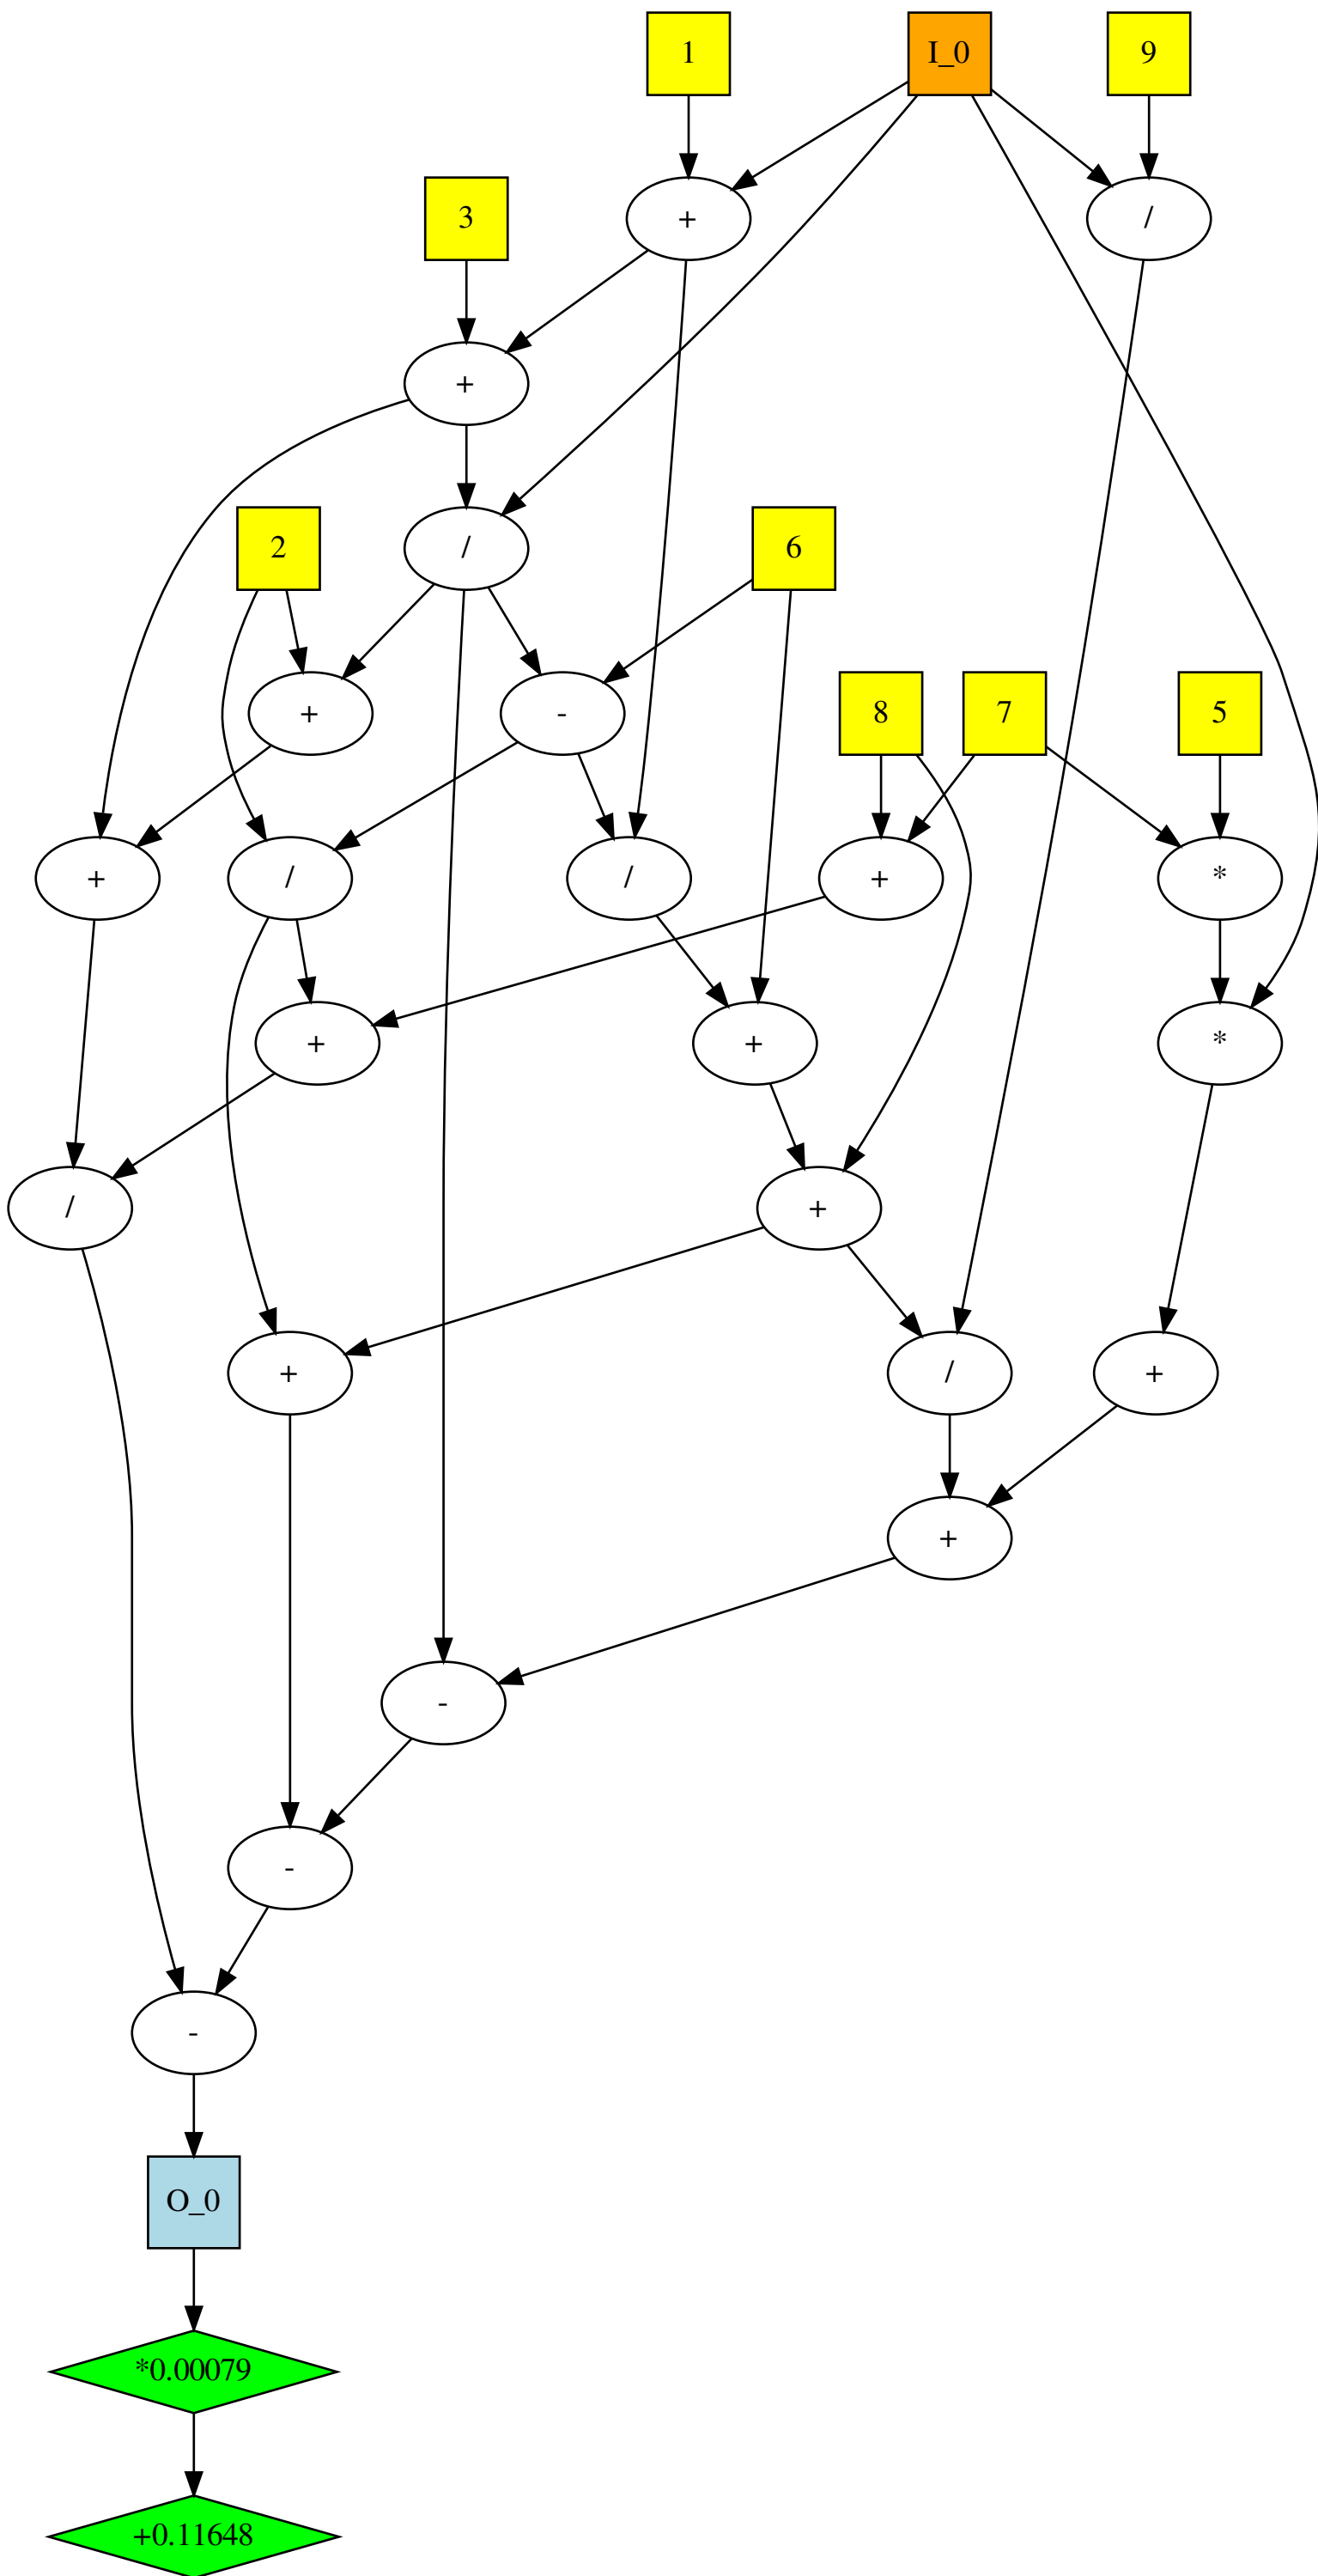 1 I_0 9
3 + /
+
2 / 6
+ - 8 7 5
+ / / + *
+ + *
/ +
+ / +
+
-
-
-
O_0
*0.00079
+0.11648